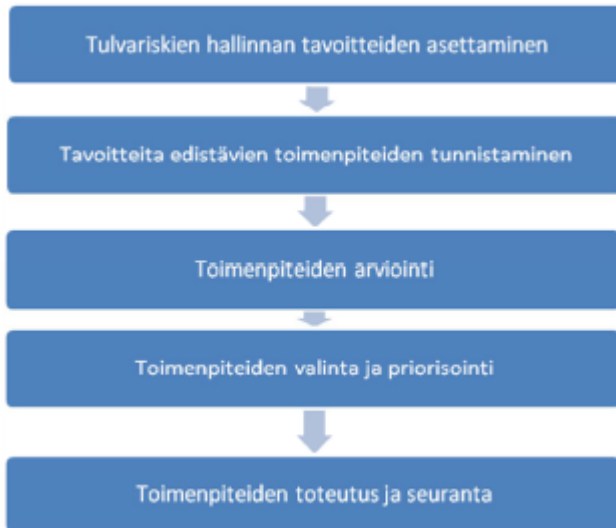 Tulvariskien hallinnan tavoitteiden asettaminen
Tavoitteita edistävien toimenpiteiden tunnistaminen
Toimenpiteiden arviointi
Toimenpiteiden valinta ja priorisointi
Toimenpiteiden toteutus ja seuranta